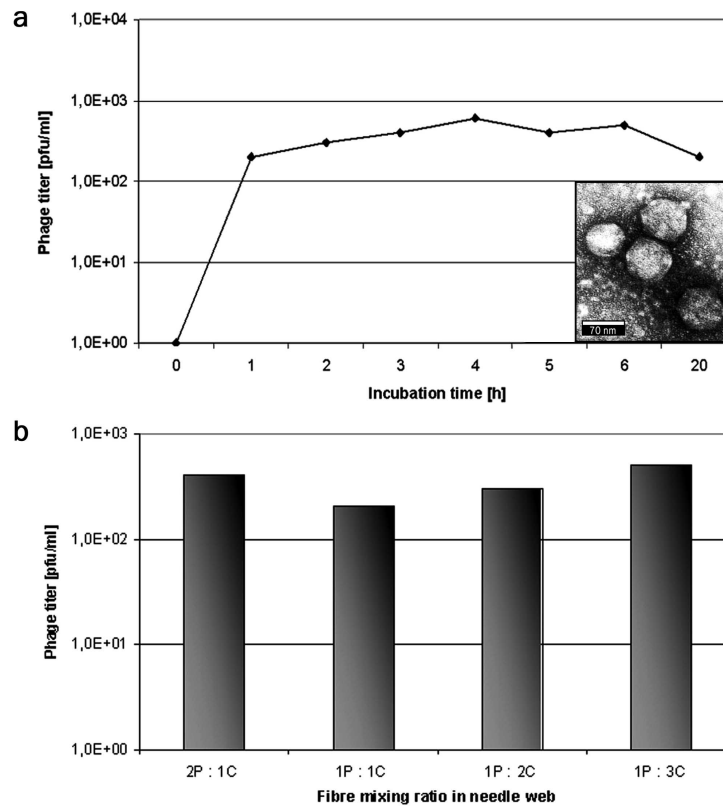 a
Phage titer [pfu/ml]
1,0E+04
1,0E+03
1,0E+02
1,0E+01
1,0E+00
0 1 2 3 4 5 6 20
Incubation time [h]
70 nm
b
Phage titer [pfu/ml]
1,0E+03
1,0E+02
1,0E+01
1,0E+00
2P : 1C 1P : 1C 1P : 2C 1P : 3C
Fibre mixing ratio in needle web